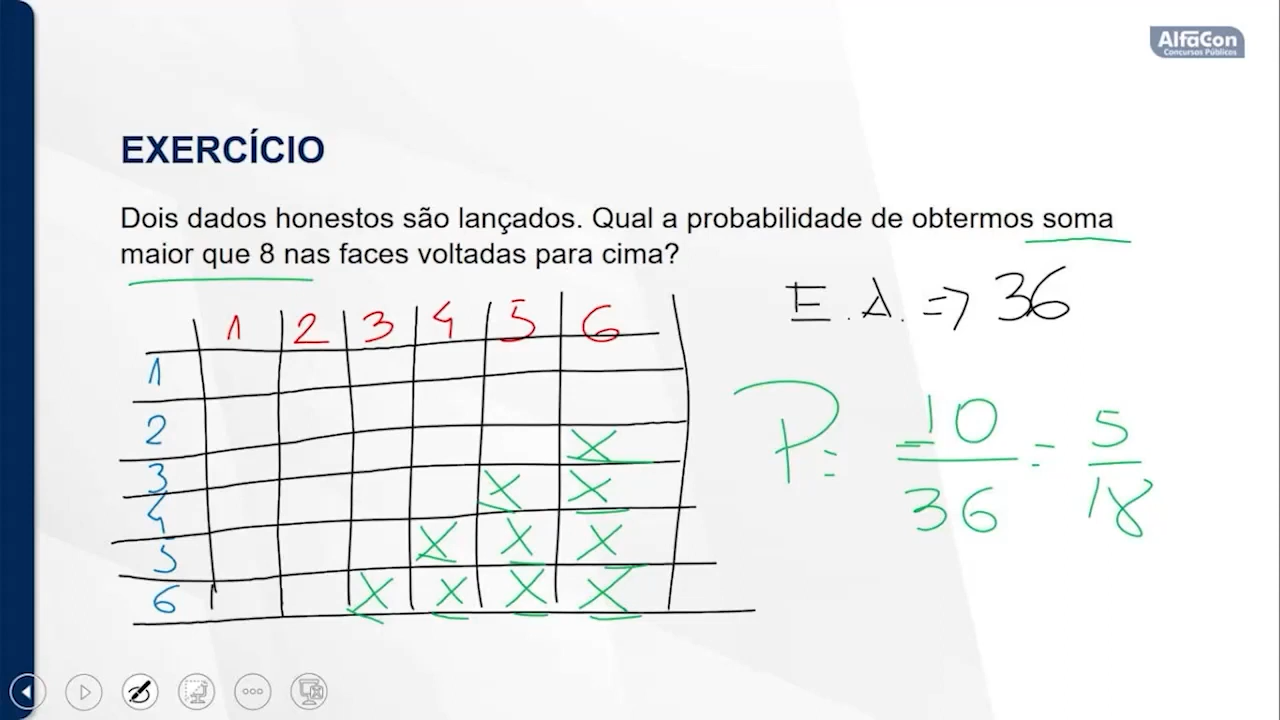 AlfaCon
Concursos Públicos
EXERCÍCIO
Dois dados honestos são lançados. Qual a probabilidade de obtermos soma
maior que 8 nas faces voltadas para cima?
E.A. => 36
1 2 3 4 5 6
1
2 X
3 X X
4 X X X
5 X X X X
6
P = 10/36 = 5/18